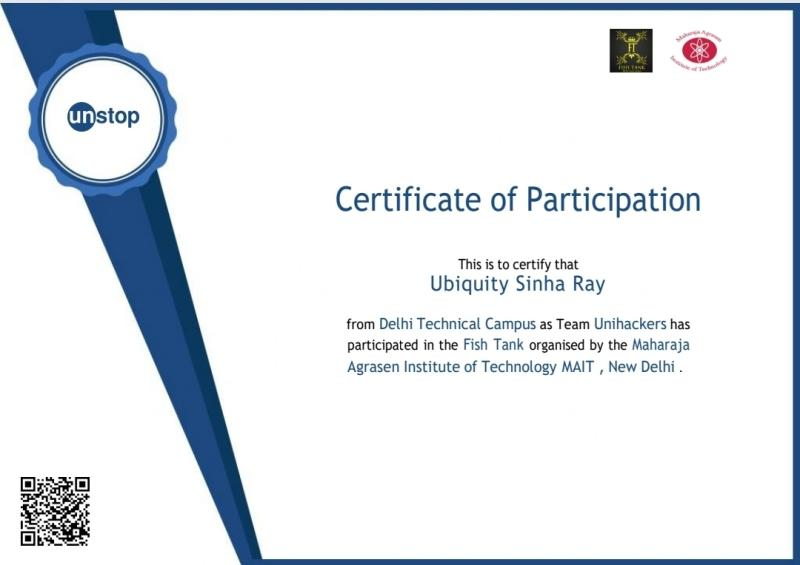 unstop
FT
FISH TANK
Maharaja Agrasen
Institute of Technology
Certificate of Participation
This is to certify that
Ubiquity Sinha Ray
from Delhi Technical Campus as Team Unihackers has
participated in the Fish Tank organised by the Maharaja
Agrasen Institute of Technology MAIT , New Delhi .